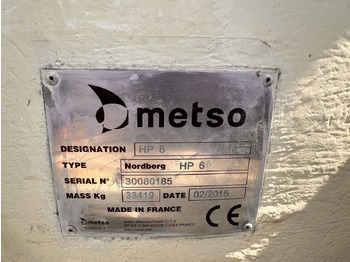 metso
DESIGNATION HP 6
TYPE Nordberg HP 6
SERIAL N° 30080185
MASS Kg 33419 DATE 02/2015
MADE IN FRANCE
metso
CE